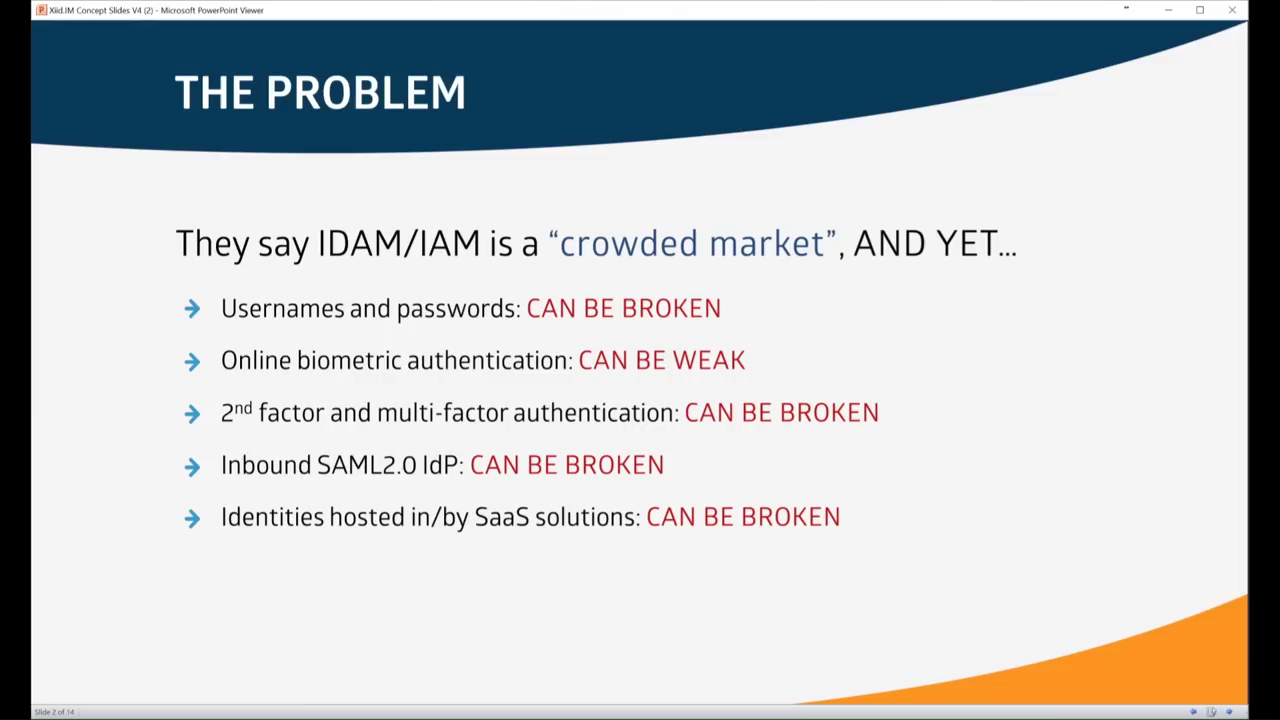 Xiid.IM Concept Slides V4 (2) - Microsoft PowerPoint Viewer
THE PROBLEM
They say IDAM/IAM is a “crowded market”, AND YET...
Usernames and passwords: CAN BE BROKEN
Online biometric authentication: CAN BE WEAK
2nd factor and multi-factor authentication: CAN BE BROKEN
Inbound SAML2.0 IdP: CAN BE BROKEN
Identities hosted in/by SaaS solutions: CAN BE BROKEN
Slide 2 of 14